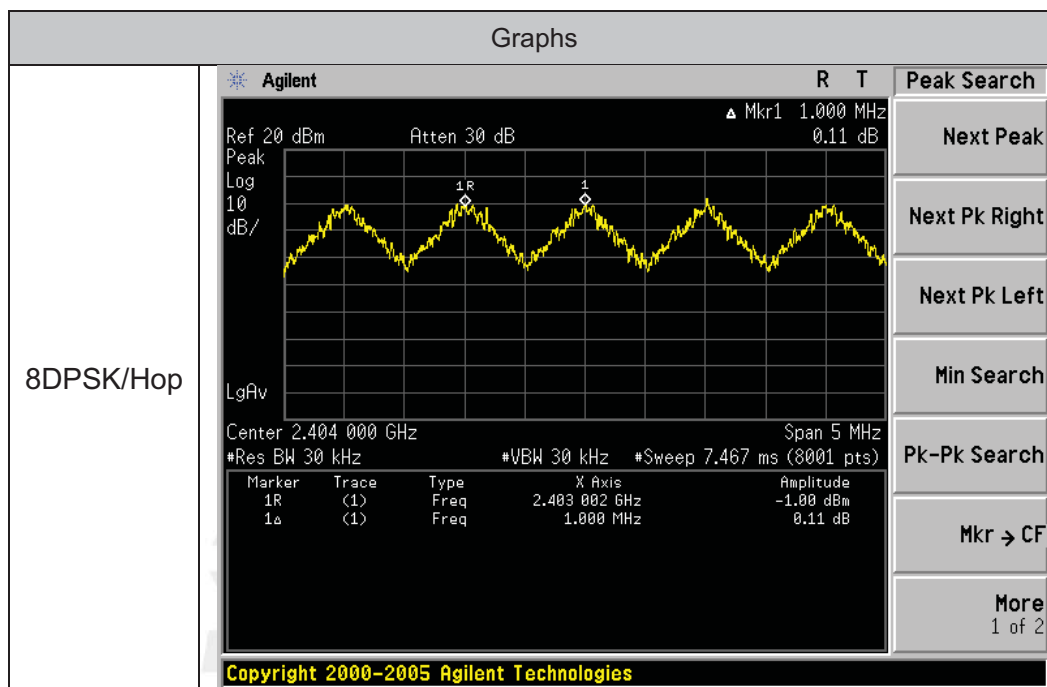 Graphs
8DPSK/Hop
Agilent R T
Peak Search
Δ Mkr1 1.000 MHz
Ref 20 dBm Atten 30 dB 0.11 dB
Peak
Log
10
dB/
1R 1
LgAv
Center 2.404 000 GHz Span 5 MHz
#Res BW 30 kHz #VBW 30 kHz #Sweep 7.467 ms (8001 pts)
Marker Trace Type X Axis Amplitude
1R (1) Freq 2.403 002 GHz -1.00 dBm
1Δ (1) Freq 1.000 MHz 0.11 dB
Next Peak
Next Pk Right
Next Pk Left
Min Search
Pk-Pk Search
Mkr → CF
More
1 of 2
Copyright 2000-2005 Agilent Technologies